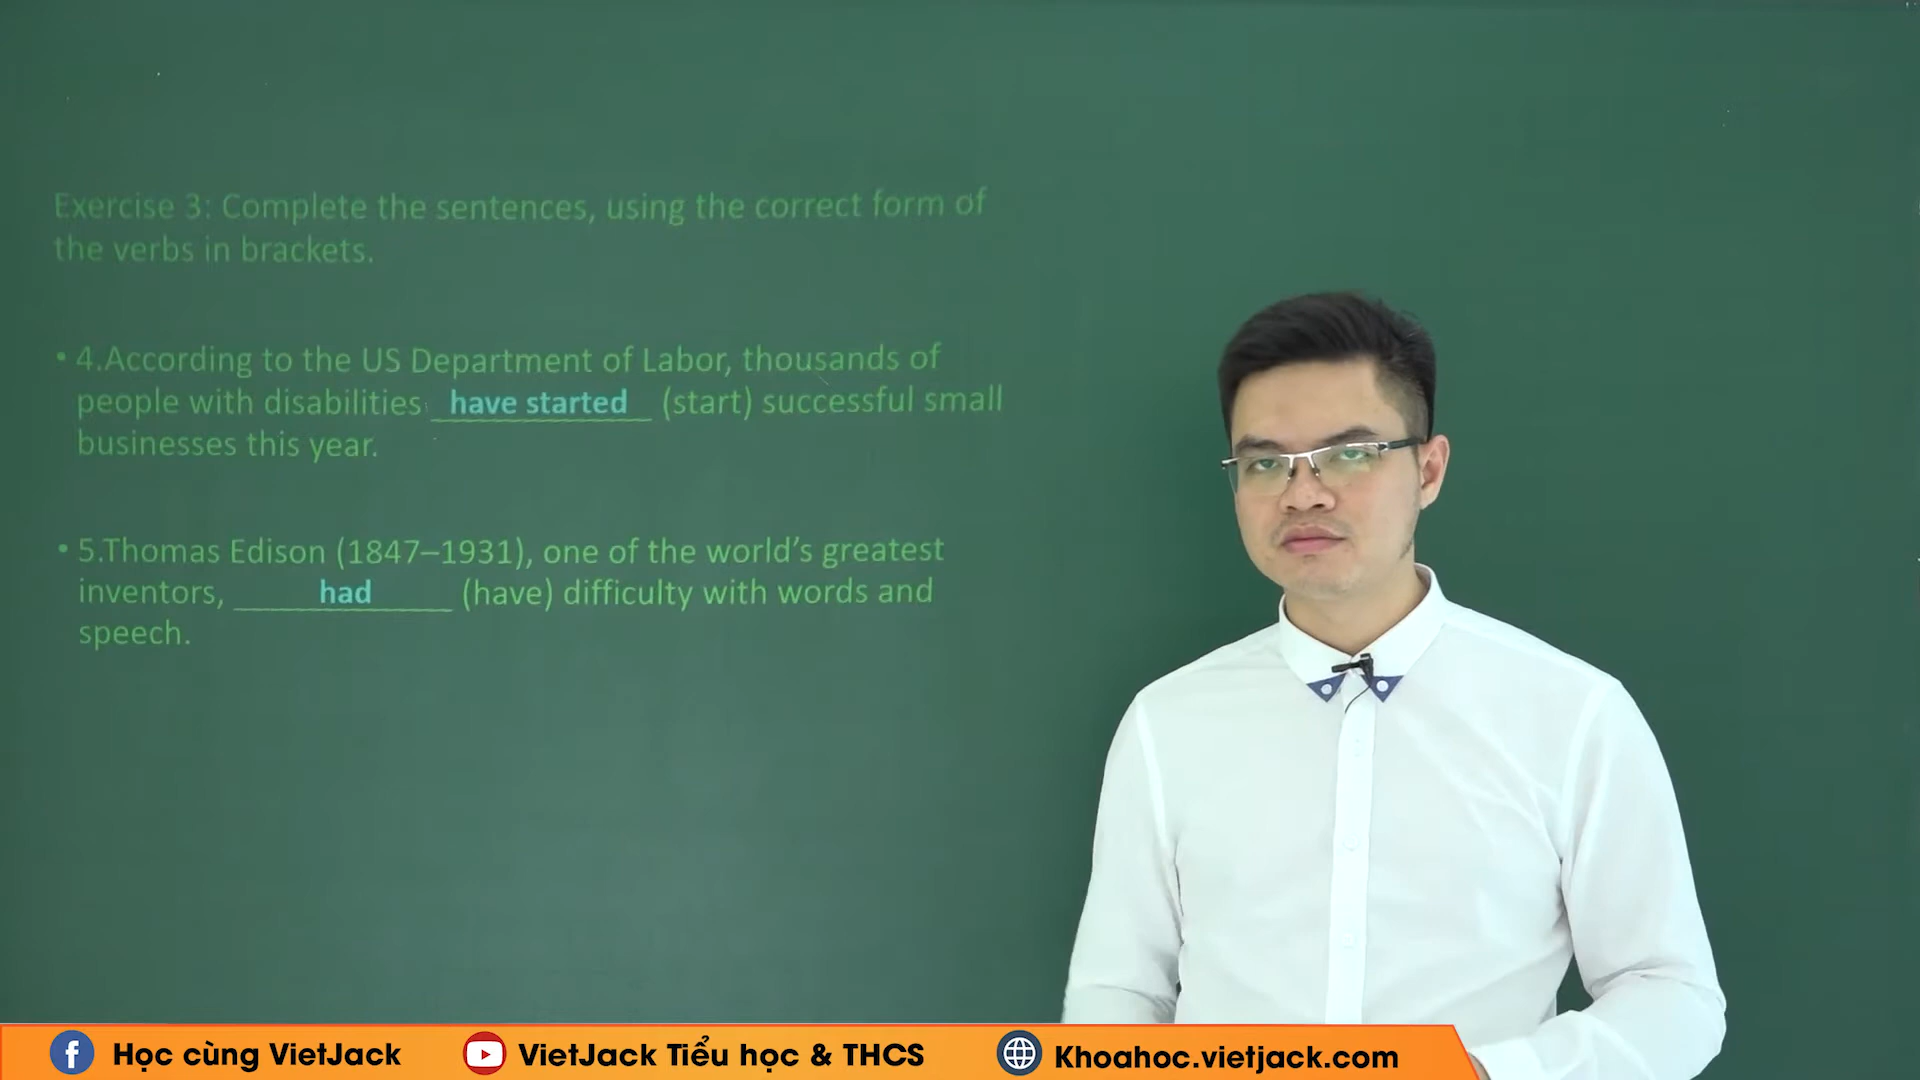 Exercise 3: Complete the sentences, using the correct form of
the verbs in brackets.
• 4.According to the US Department of Labor, thousands of
people with disabilities have started (start) successful small
businesses this year.
• 5.Thomas Edison (1847–1931), one of the world's greatest
inventors, had (have) difficulty with words and
speech.
Học cùng VietJack
VietJack Tiểu học & THCS
Khoahoc.vietjack.com